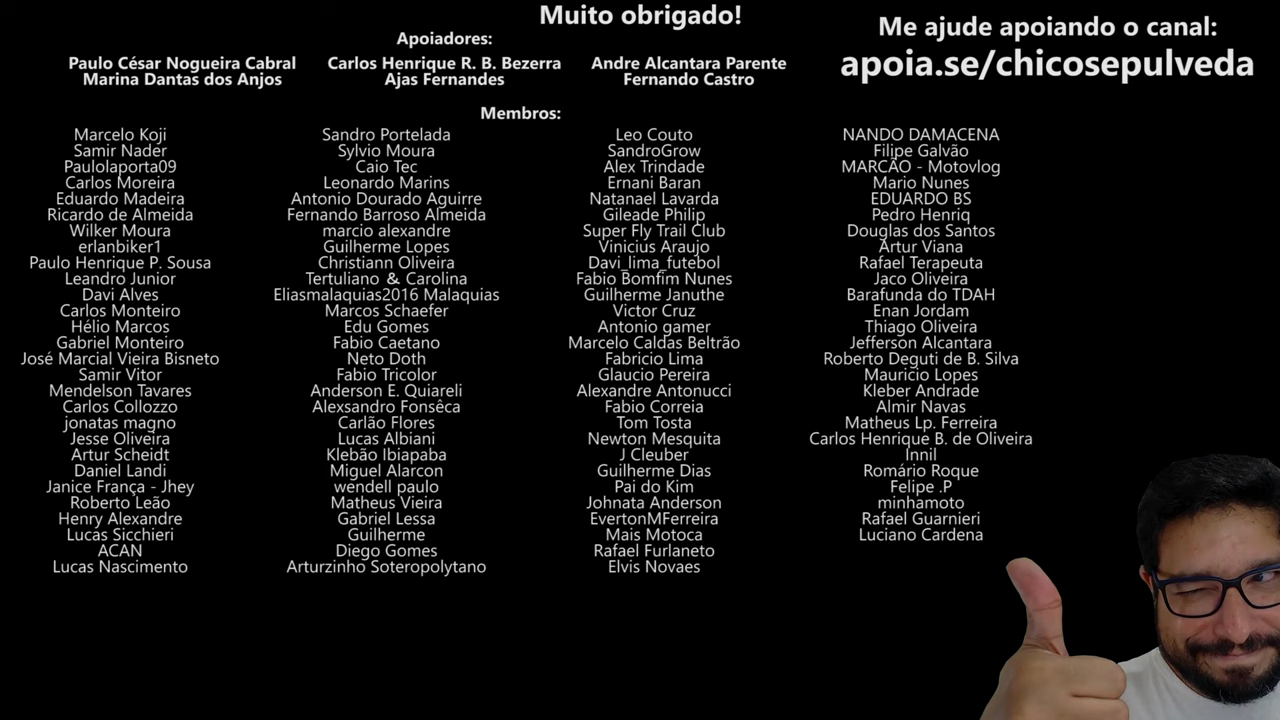 Muito obrigado!
Apoiadores:
Paulo César Nogueira Cabral
Marina Dantas dos Anjos
Carlos Henrique R. B. Bezerra
Ajas Fernandes
Andre Alcantara Parente
Fernando Castro
Me ajude apoiando o canal:
apoia.se/chicosepulveda
Membros:
Marcelo Koji
Samir Nader
Paulolaporta09
Carlos Moreira
Eduardo Madeira
Ricardo de Almeida
Wilker Moura
erlanbiker1
Paulo Henrique P. Sousa
Leandro Junior
Davi Alves
Carlos Monteiro
Hélio Marcos
Gabriel Monteiro
José Marcial Vieira Bisneto
Samir Vitor
Mendelson Tavares
Carlos Collozzo
jonatas magno
Jesse Oliveira
Artur Scheidt
Daniel Landi
Janice França - Jhey
Roberto Leão
Henry Alexandre
Lucas Sicchieri
ACAN
Lucas Nascimento
Sandro Portelada
Sylvio Moura
Caio Tec
Leonardo Marins
Antonio Dourado Aguirre
Fernando Barroso Almeida
marcio alexandre
Guilherme Lopes
Christiann Oliveira
Tertuliano & Carolina
Eliasmalaquias2016 Malaquias
Marcos Schaefer
Edu Gomes
Fabio Caetano
Neto Doth
Fabio Tricolor
Anderson E. Quiareli
Alexsandro Fonsêca
Carlão Flores
Lucas Albiani
Klebão Ibiapaba
Miguel Alarcon
wendell paulo
Matheus Vieira
Gabriel Lessa
Guilherme
Diego Gomes
Arturzinho Soteropolytano
Leo Couto
SandroGrow
Alex Trindade
Ernani Baran
Natanael Lavarda
Gileade Philip
Super Fly Trail Club
Vinicius Araujo
Davi_lima_futebol
Fabio Bomfim Nunes
Guilherme Januthe
Victor Cruz
Antonio gamer
Marcelo Caldas Beltrão
Fabricio Lima
Glaucio Pereira
Alexandre Antonucci
Fabio Correia
Tom Tosta
Newton Mesquita
J Cleuber
Guilherme Dias
Pai do Kim
Johnata Anderson
EvertonMFerreira
Mais Motoca
Rafael Furlaneto
Elvis Novaes
NANDO DAMACENA
Filipe Galvão
MARCÃO - Motovlog
Mario Nunes
EDUARDO BS
Pedro Henriq
Douglas dos Santos
Artur Viana
Rafael Terapeuta
Jaco Oliveira
Barafunda do TDAH
Enan Jordam
Thiago Oliveira
Jefferson Alcantara
Roberto Deguti de B. Silva
Mauricio Lopes
Kleber Andrade
Almir Navas
Matheus Lp. Ferreira
Carlos Henrique B. de Oliveira
Innil
Romário Roque
Felipe .P
minhamoto
Rafael Guarnieri
Luciano Cardena